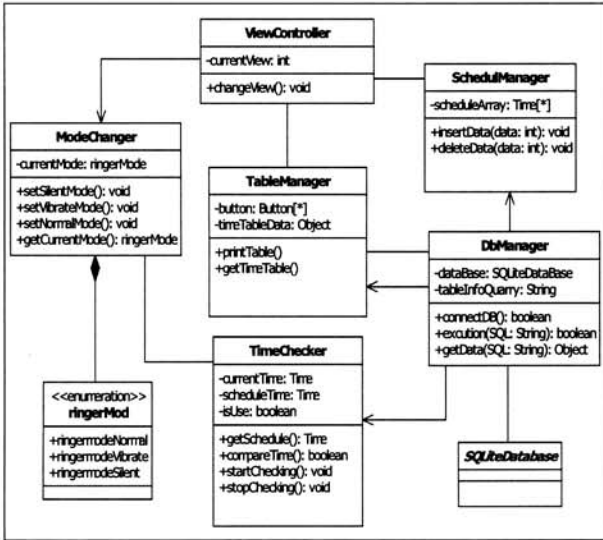 ViewController
-currentView: int
+changeView(): void
SchedulManager
-scheduleArray: Time[*]
+insertData(data: int): void
+deleteData(data: int): void
ModeChanger
-currentMode: ringerMode
+setSilentMode(): void
+setVibrateMode(): void
+setNormalMode(): void
+getCurrentMode(): ringerMode
TableManager
-button: Button[*]
-timeTableData: Object
+printTable()
+getTimeTable()
DbManager
-dataBase: SQLiteDataBase
-tableInfoQuarry: String
+connectDB(): boolean
+excution(SQL: String): boolean
+getData(SQL: String): Object
TimeChecker
-currentTime: Time
-scheduleTime: Time
-isUse: boolean
+getSchedule(): Time
+compareTime(): boolean
+startChecking(): void
+stopChecking(): void
<<enumreration>>
ringerMod
+ringermodeNormal
+ringermodeVibrate
+ringermodeSilent
SQLiteDatabase